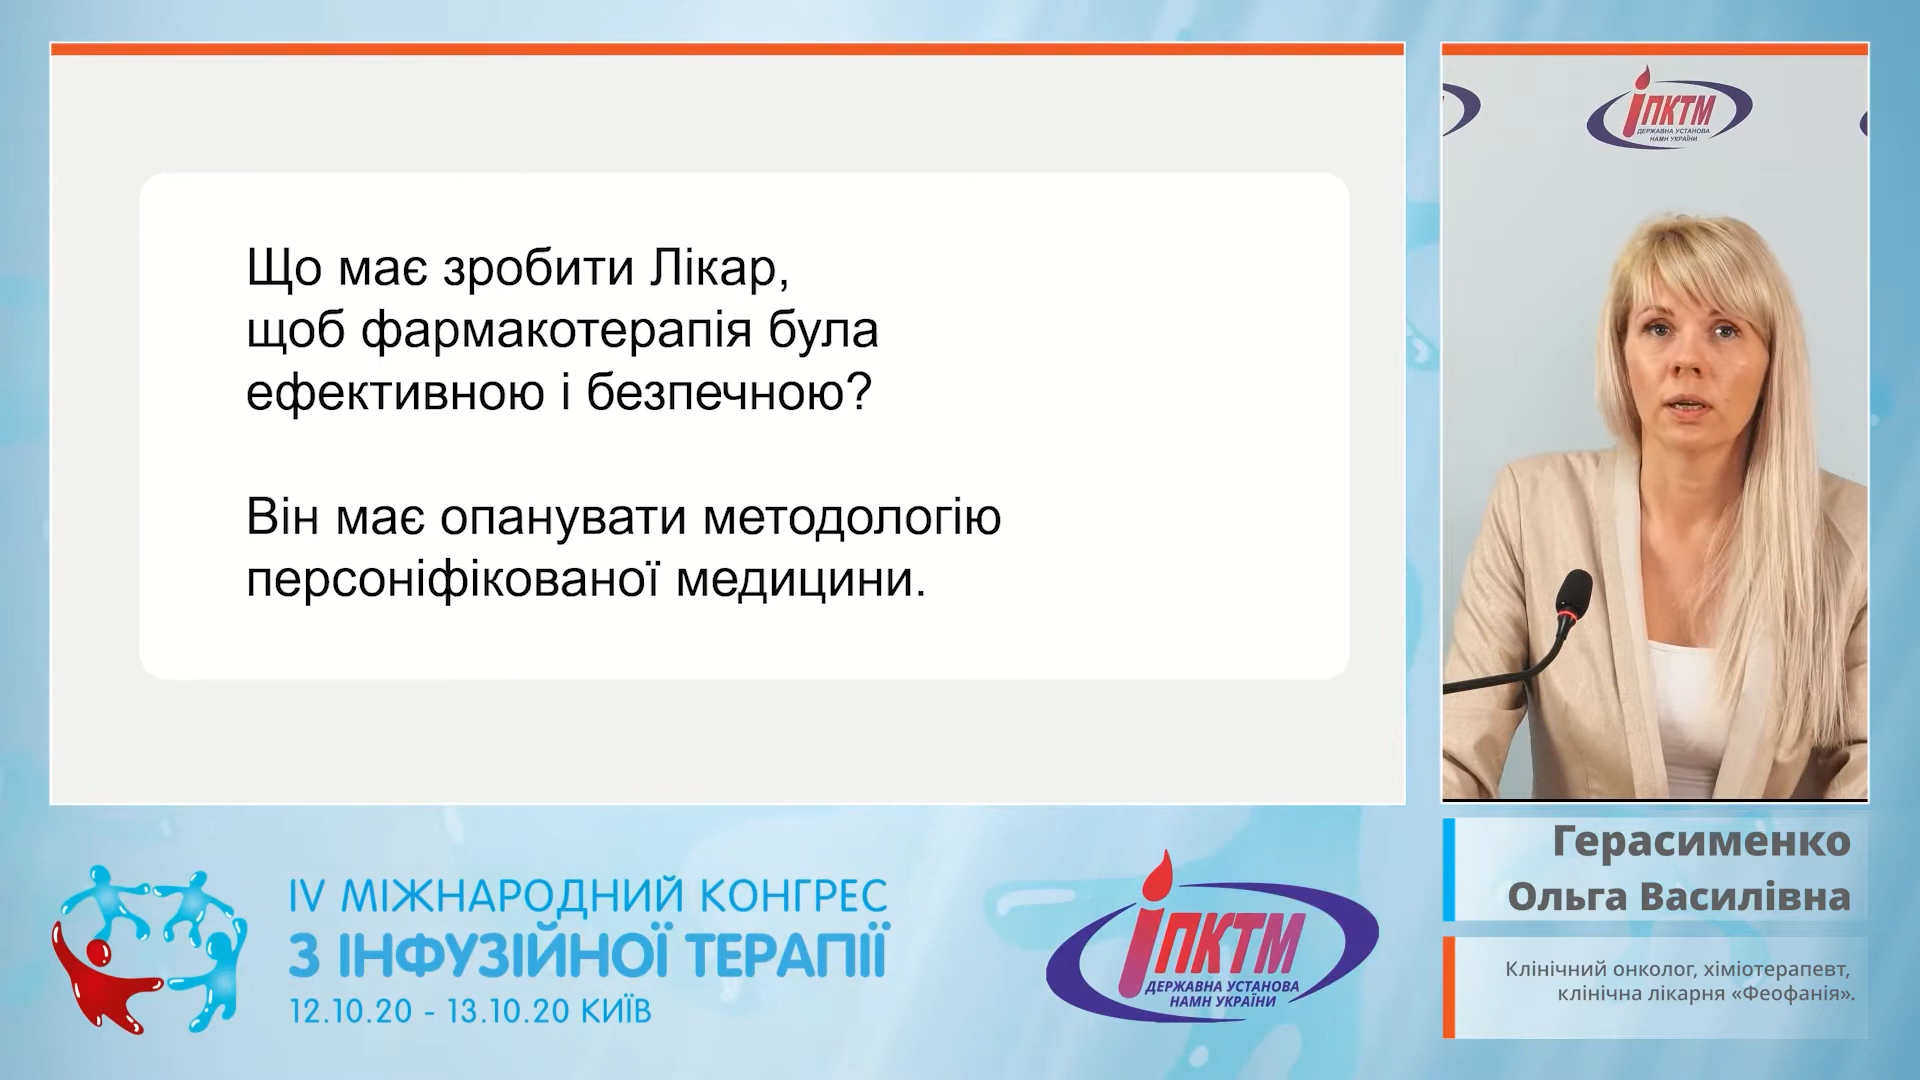 Що має зробити Лікар,
щоб фармакотерапія була
ефективною і безпечною?
Він має опанувати методологію
персоніфікованої медицини.
ІПКТМ
ДЕРЖАВНА УСТАНОВА
НАМН УКРАЇНИ
Герасименко
Ольга Василівна
Клінічний онколог, хіміотерапевт,
клінічна лікарня «Феофанія».
IV МІЖНАРОДНИЙ КОНГРЕС
З ІНФУЗІЙНОЇ ТЕРАПІЇ
12.10.20 - 13.10.20 КИЇВ
ІПКТМ
ДЕРЖАВНА УСТАНОВА
НАМН УКРАЇНИ